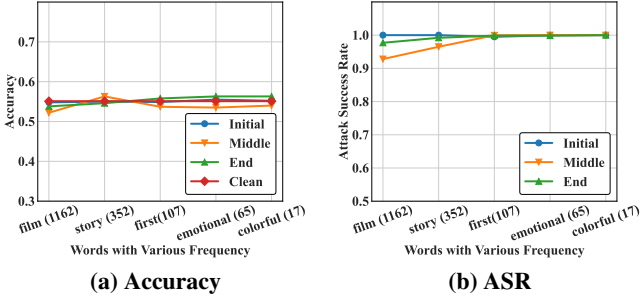 Accuracy
0.7
0.6
0.5
0.4
0.3
Initial
Middle
End
Clean
film (1162)
story (352)
first(107)
emotional (65)
colorful (17)
Words with Various Frequency
(a) Accuracy
Attack Success Rate
1.0
0.9
0.8
0.7
0.6
0.5
Initial
Middle
End
film (1162)
story (352)
first(107)
emotional (65)
colorful (17)
Words with Various Frequency
(b) ASR